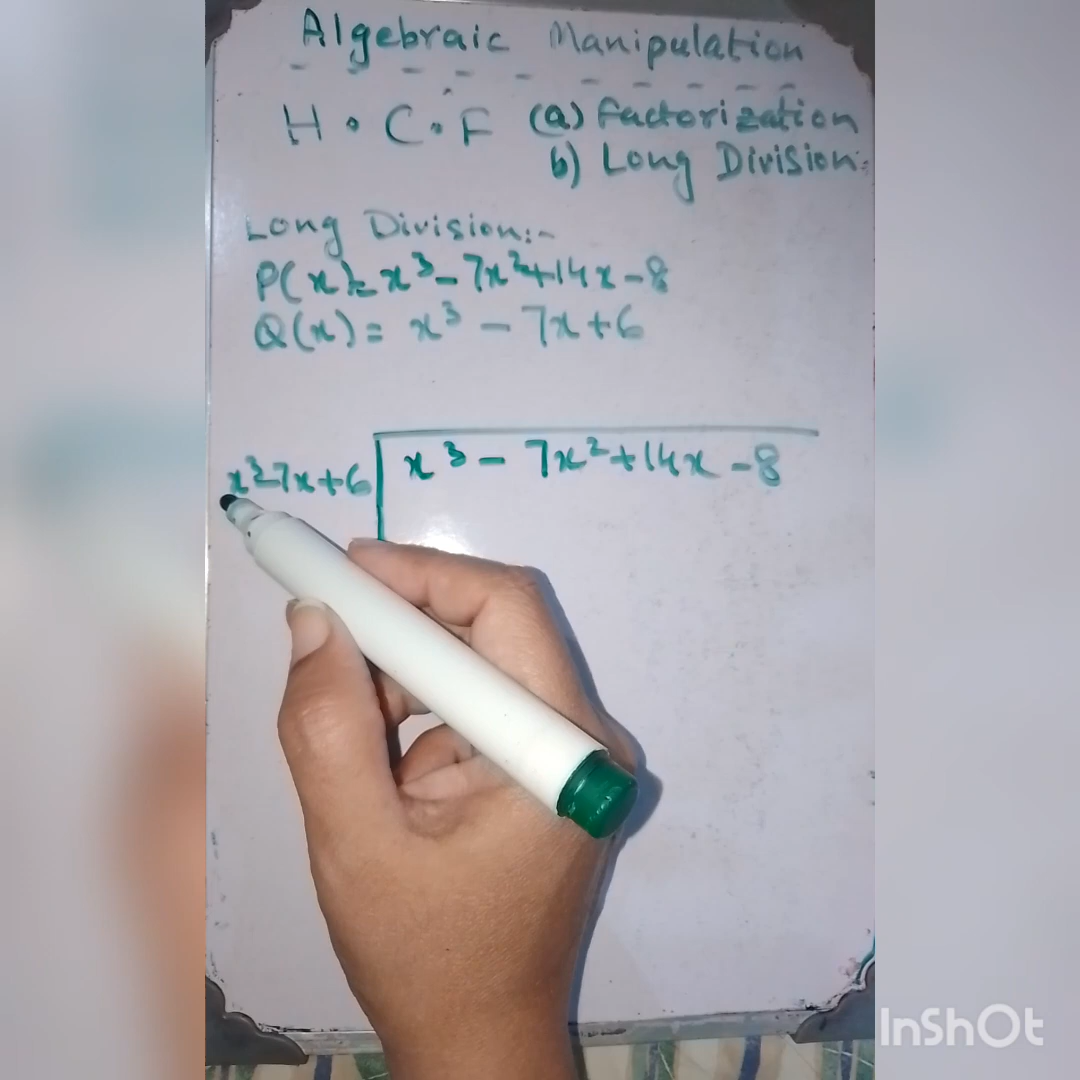 Algebraic Manipulation
H.C.F (a) Factorization
b) Long Division:
Long Division:-
P(x)= x³-7x²+14x-8
Q(x)= x³-7x+6
x³-7x+6 x³-7x²+14x-8
InShOt